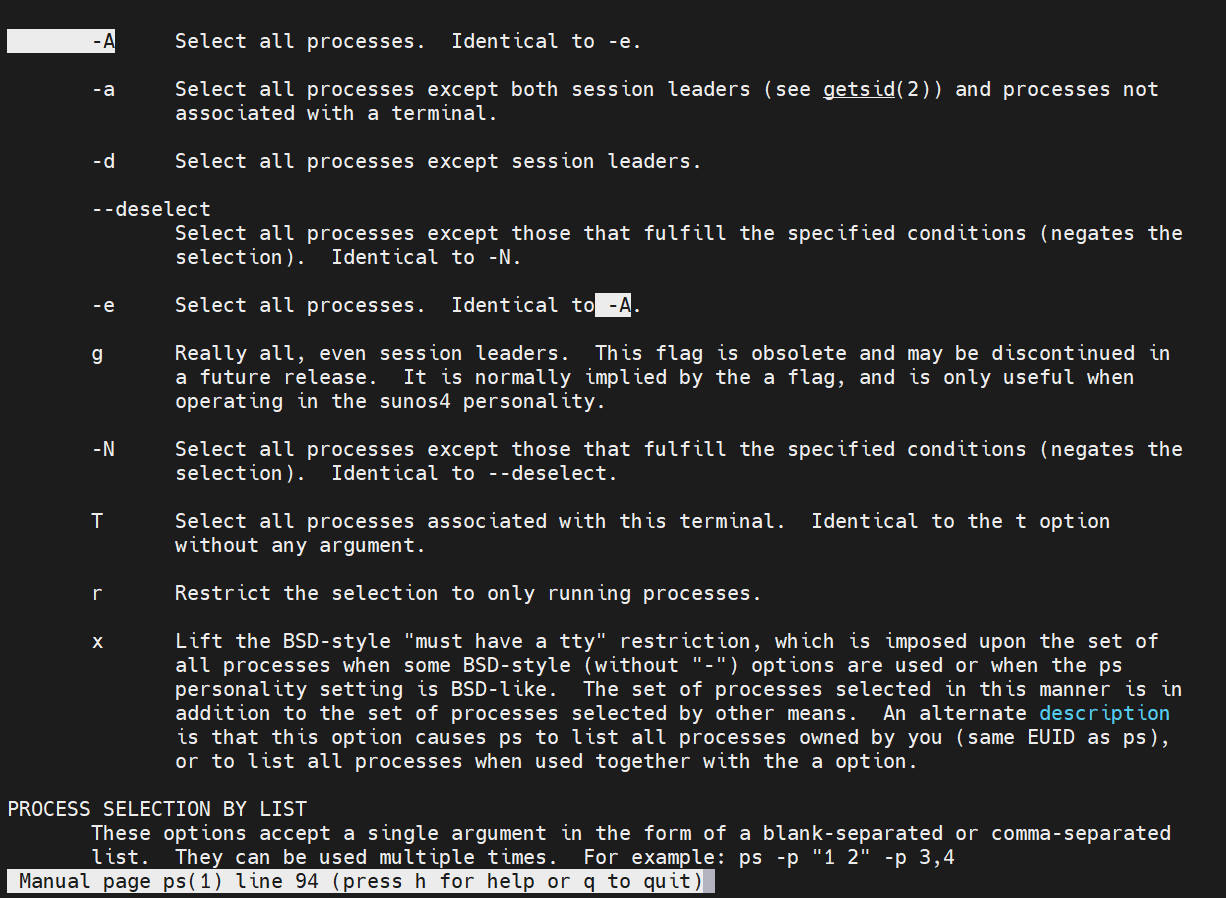 -A     Select all processes.  Identical to -e.
-a     Select all processes except both session leaders (see getsid(2)) and processes not
associated with a terminal.
-d     Select all processes except session leaders.
--deselect
Select all processes except those that fulfill the specified conditions (negates the
selection).  Identical to -N.
-e     Select all processes.  Identical to -A.
g      Really all, even session leaders.  This flag is obsolete and may be discontinued in
a future release.  It is normally implied by the a flag, and is only useful when
operating in the sunos4 personality.
-N     Select all processes except those that fulfill the specified conditions (negates the
selection).  Identical to --deselect.
T      Select all processes associated with this terminal.  Identical to the t option
without any argument.
r      Restrict the selection to only running processes.
x      Lift the BSD-style "must have a tty" restriction, which is imposed upon the set of
all processes when some BSD-style (without "-") options are used or when the ps
personality setting is BSD-like.  The set of processes selected in this manner is in
addition to the set of processes selected by other means.  An alternate description
is that this option causes ps to list all processes owned by you (same EUID as ps),
or to list all processes when used together with the a option.
PROCESS SELECTION BY LIST
These options accept a single argument in the form of a blank-separated or comma-separated
list.  They can be used multiple times.  For example: ps -p "1 2" -p 3,4
Manual page ps(1) line 94 (press h for help or q to quit)